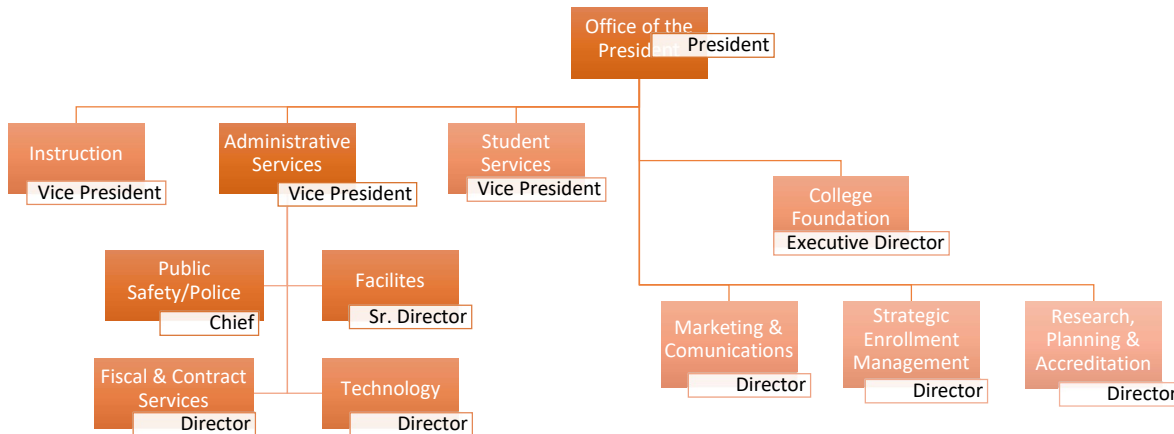 Office of the
President
President
Instruction
Vice President
Administrative
Services
Vice President
Student
Services
Vice President
College
Foundation
Executive Director
Public
Safety/Police
Chief
Facilites
Sr. Director
Fiscal & Contract
Services
Director
Technology
Director
Marketing &
Comunications
Director
Strategic
Enrollment
Management
Director
Research,
Planning &
Accreditation
Director